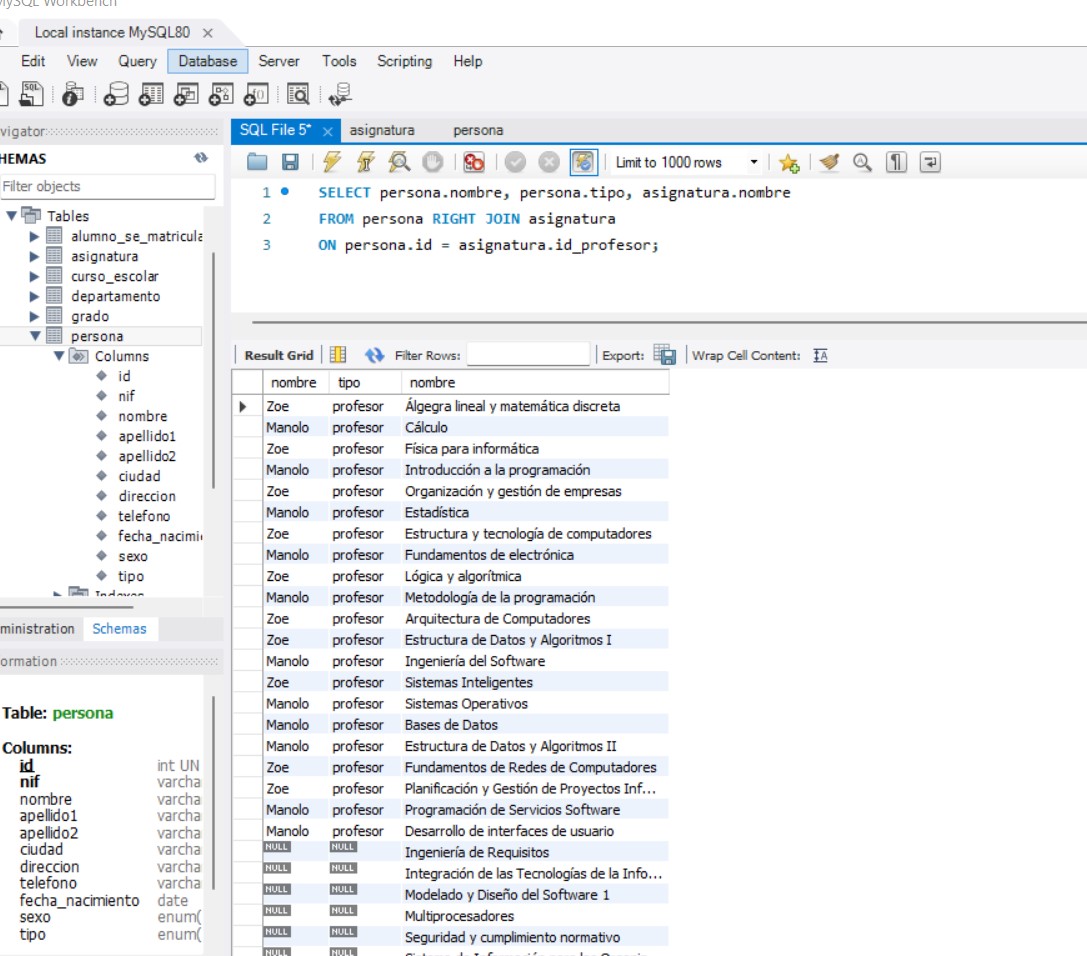 MySQL Workbench
Local instance MySQL80
Edit View Query Database Server Tools Scripting Help
vigator
SQL File 5* asignatura persona
HEMAS
Limit to 1000 rows
Filter objects
Tables
alumno_se_matricula
asignatura
curso_escolar
departamento
grado
persona
Columns
id
nif
nombre
apellido1
apellido2
ciudad
direccion
telefono
fecha_nacimi
sexo
tipo
Indexes
ministration Schemas
ormation
Table: persona
Columns:
id int UN
nif varcha
nombre varcha
apellido1 varcha
apellido2 varcha
ciudad varcha
direccion varcha
telefono varcha
fecha_nacimiento date
sexo enum(
tipo enum(
1 SELECT persona.nombre, persona.tipo, asignatura.nombre
2 FROM persona RIGHT JOIN asignatura
3 ON persona.id = asignatura.id_profesor;
Result Grid Filter Rows: Export: Wrap Cell Content:
nombre tipo nombre
Zoe profesor Álgegra lineal y matemática discreta
Manolo profesor Cálculo
Zoe profesor Física para informática
Manolo profesor Introducción a la programación
Zoe profesor Organización y gestión de empresas
Manolo profesor Estadística
Zoe profesor Estructura y tecnología de computadores
Manolo profesor Fundamentos de electrónica
Zoe profesor Lógica y algorítmica
Manolo profesor Metodología de la programación
Zoe profesor Arquitectura de Computadores
Zoe profesor Estructura de Datos y Algoritmos I
Manolo profesor Ingeniería del Software
Zoe profesor Sistemas Inteligentes
Manolo profesor Sistemas Operativos
Manolo profesor Bases de Datos
Manolo profesor Estructura de Datos y Algoritmos II
Zoe profesor Fundamentos de Redes de Computadores
Zoe profesor Planificación y Gestión de Proyectos Inf...
Manolo profesor Programación de Servicios Software
Manolo profesor Desarrollo de interfaces de usuario
NULL NULL Ingeniería de Requisitos
NULL NULL Integración de las Tecnologías de la Info...
NULL NULL Modelado y Diseño del Software 1
NULL NULL Multiprocesadores
NULL NULL Seguridad y cumplimiento normativo
NULL NULL